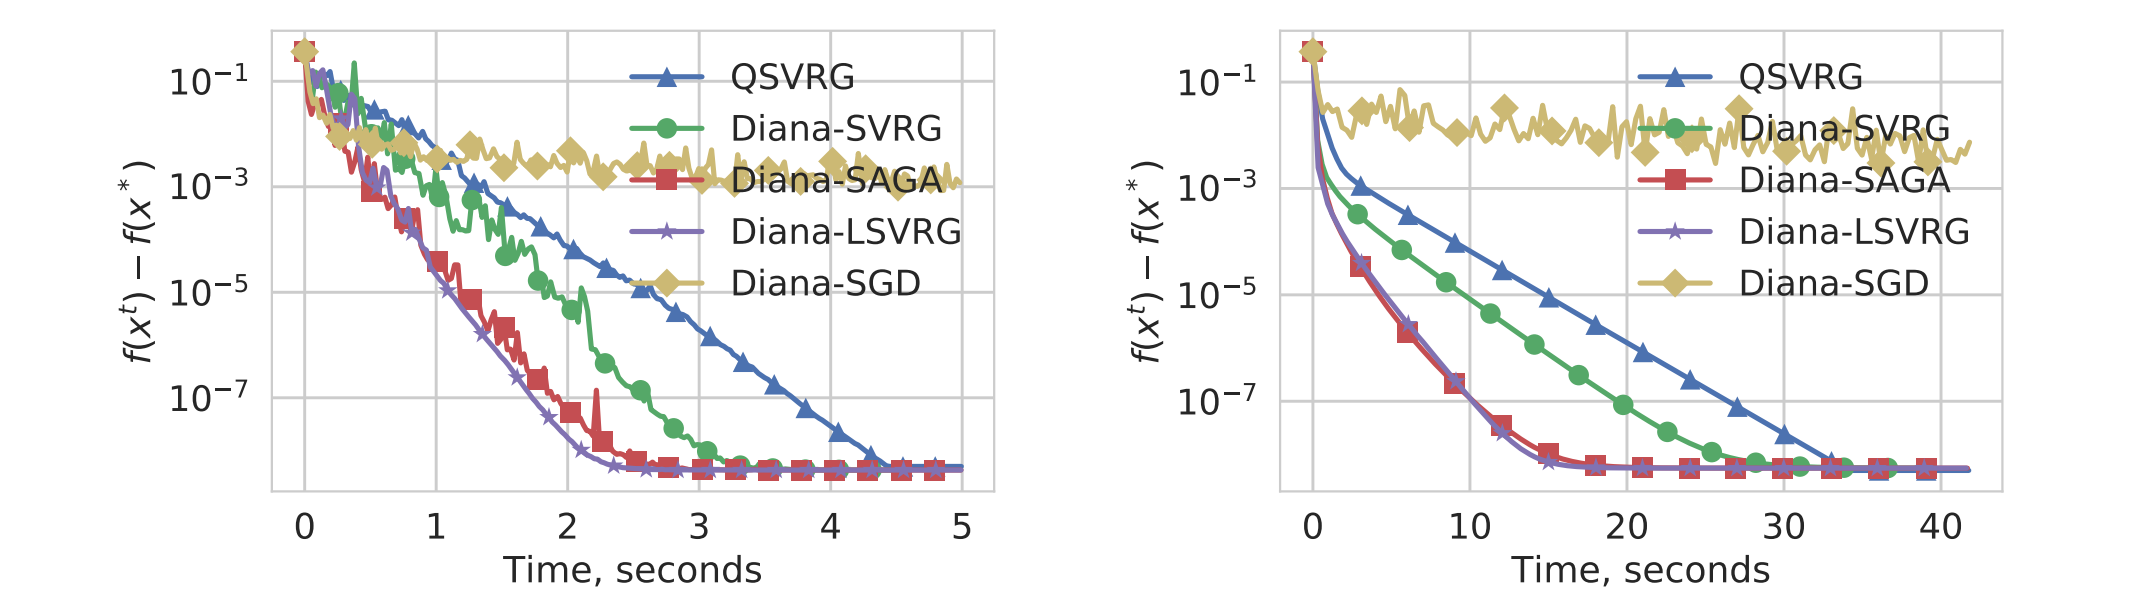 10⁻¹
10⁻³
10⁻⁵
10⁻⁷
f(xᵗ) − f(x*)
QSVRG
Diana-SVRG
Diana-SAGA
Diana-LSVRG
Diana-SGD
0 1 2 3 4 5
Time, seconds
10⁻¹
10⁻³
10⁻⁵
10⁻⁷
f(xᵗ) − f(x*)
QSVRG
Diana-SVRG
Diana-SAGA
Diana-LSVRG
Diana-SGD
0 10 20 30 40
Time, seconds